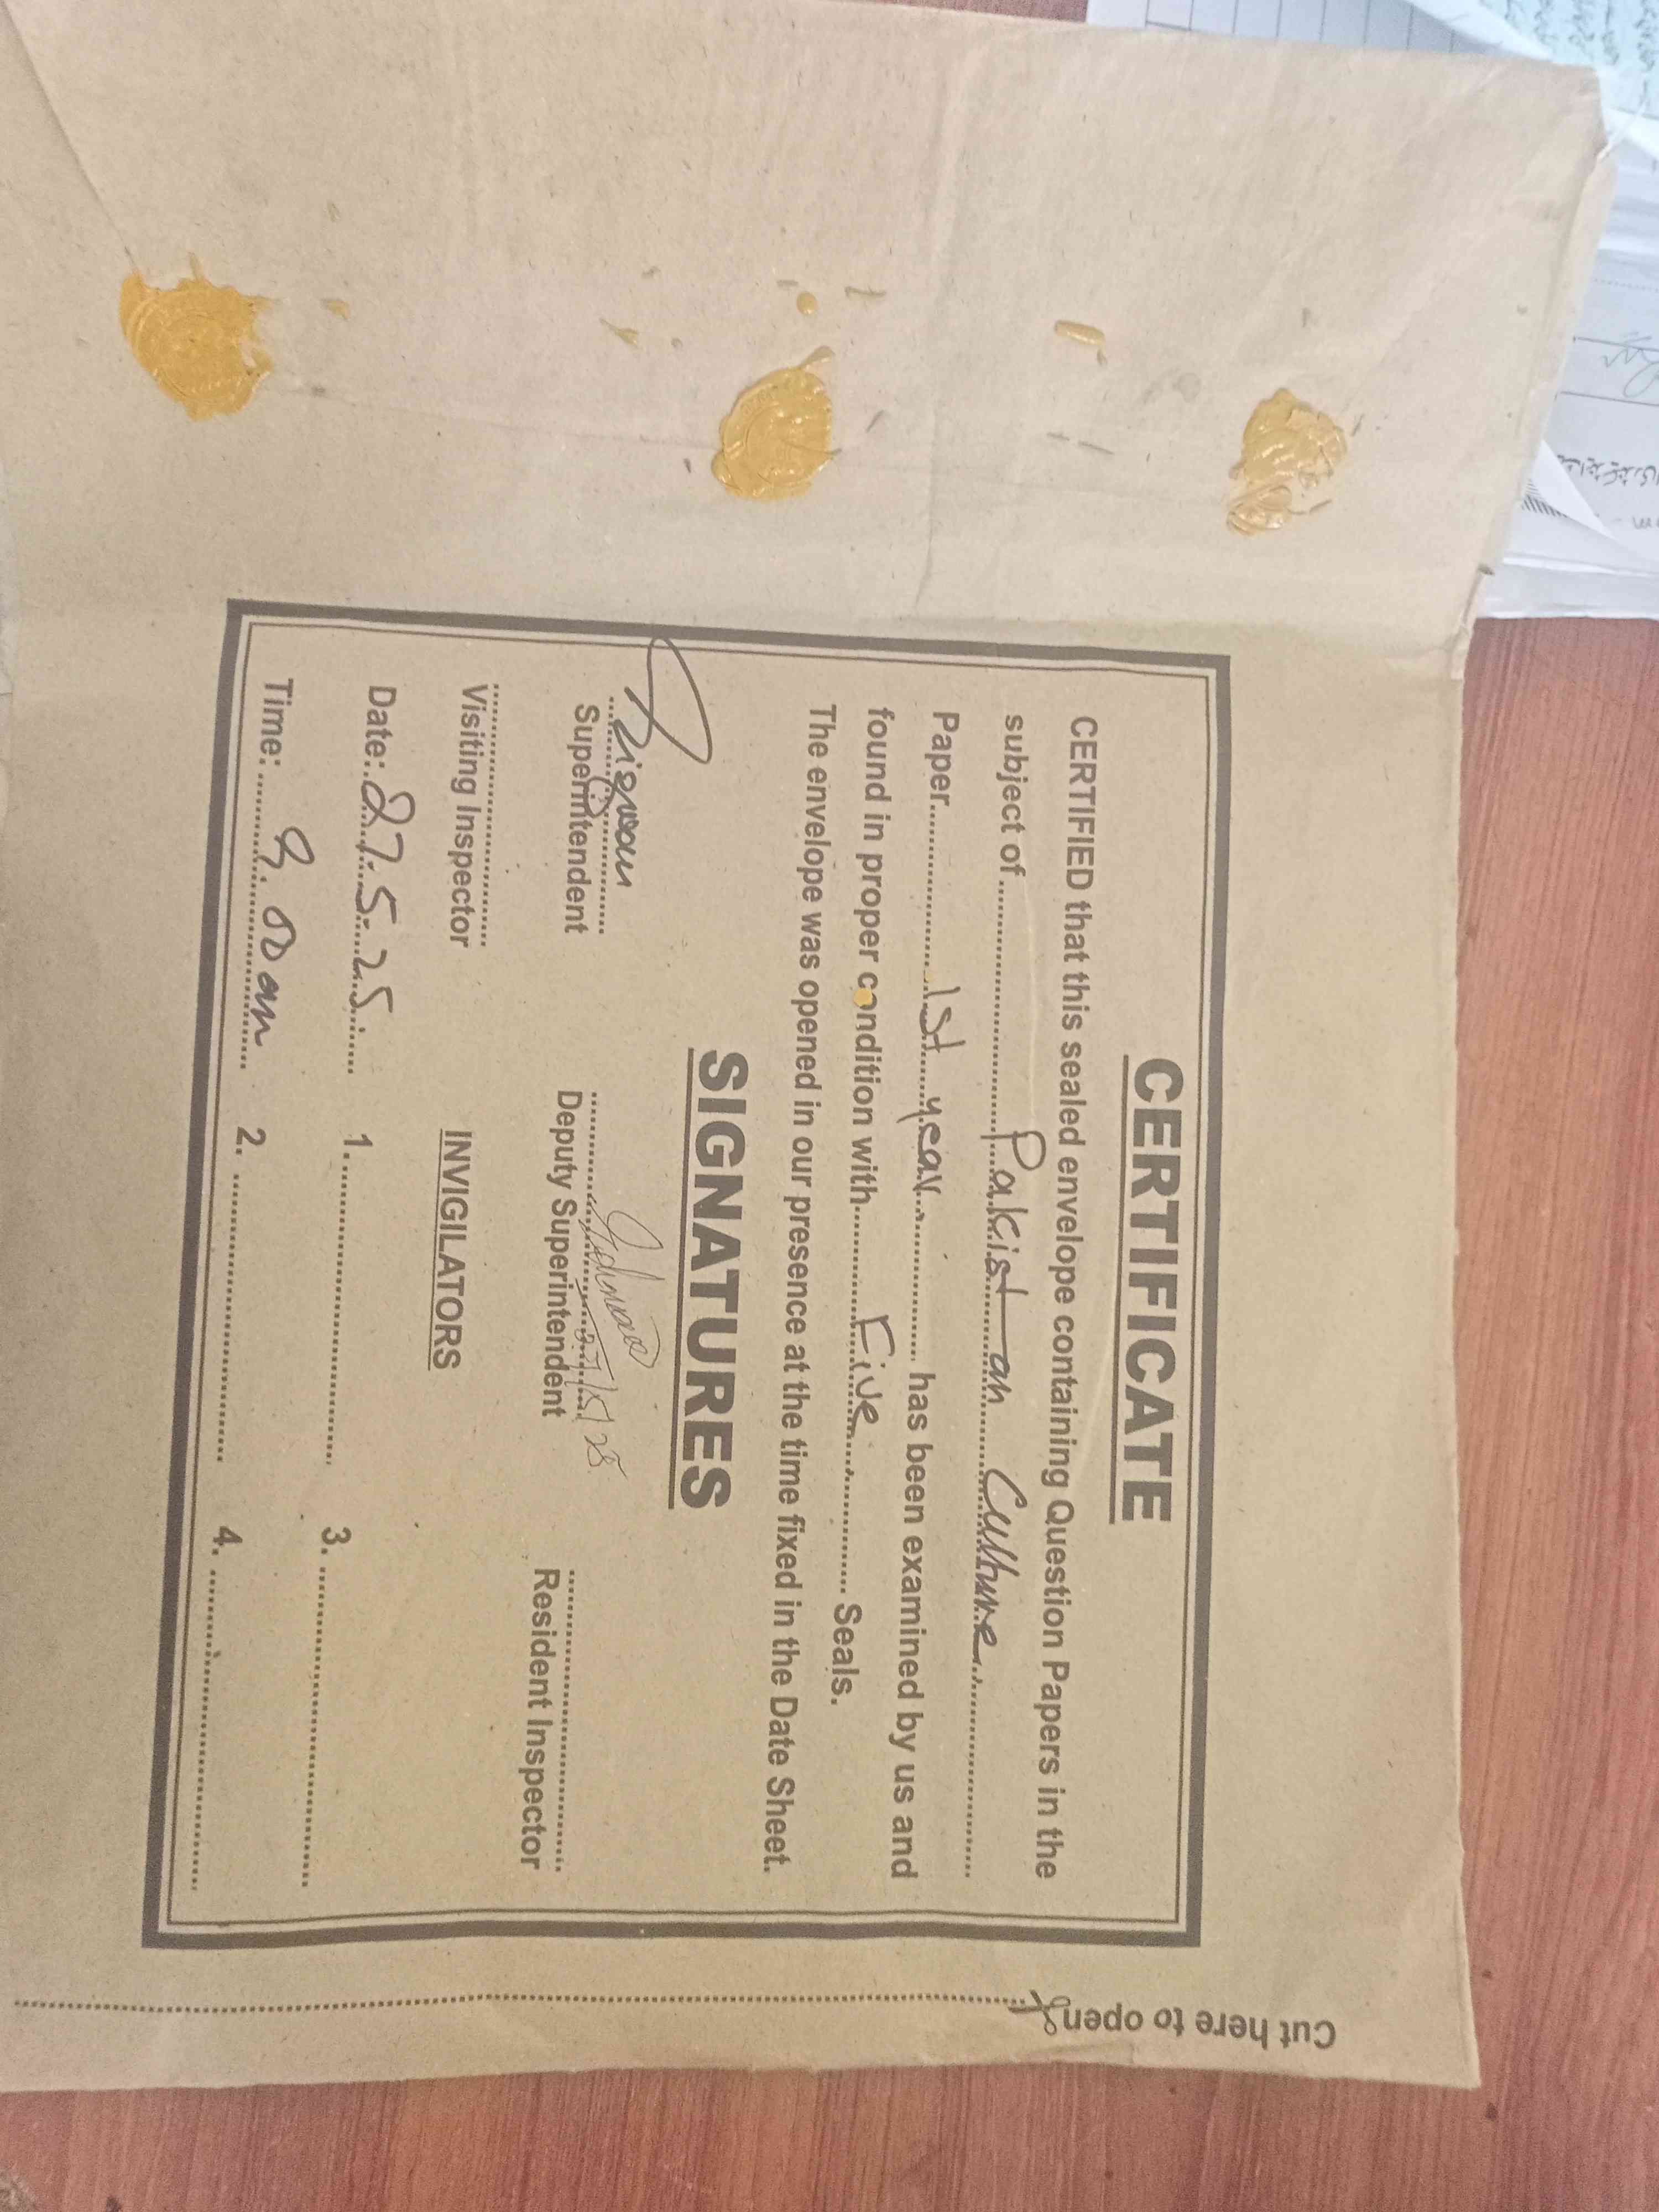 CERTIFICATE
CERTIFIED that this sealed envelope containing Question Papers in the
subject of Pakistan Culture
Paper 1st year has been examined by us and
found in proper condition with Five Seals.
The envelope was opened in our presence at the time fixed in the Date Sheet.
SIGNATURES
27/5/25
Superintendent Deputy Superintendent Resident Inspector
Visiting Inspector INVIGILATORS
Date: 27.5.25 1. 3.
Time: 9.00 am 2. 4.
Cut here to open